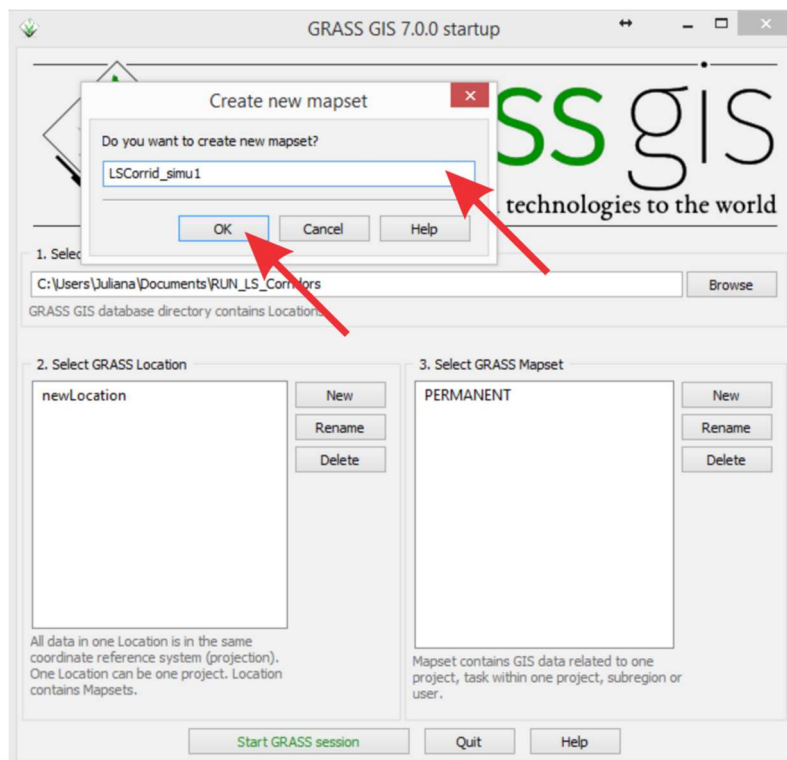 GRASS GIS 7.0.0 startup
SS GIS
technologies to the world
Create new mapset
Do you want to create new mapset?
LSCorrid_simu1
OK Cancel Help
1. Selec
C:\Users\Juliana\Documents\RUN_LS_Corridors Browse
GRASS GIS database directory contains Locations
2. Select GRASS Location
newLocation
New
Rename
Delete
All data in one Location is in the same
coordinate reference system (projection).
One Location can be one project. Location
contains Mapsets.
3. Select GRASS Mapset
PERMANENT
New
Rename
Delete
Mapset contains GIS data related to one
project, task within one project, subregion or
user.
Start GRASS session Quit Help